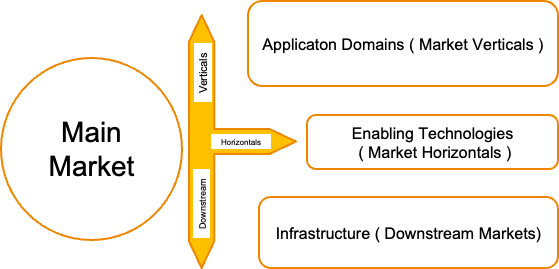 Main
Market
Verticals
Horizontals
Downstream
Applicaton Domains ( Market Verticals )
Enabling Technologies
( Market Horizontals )
Infrastructure ( Downstream Markets)